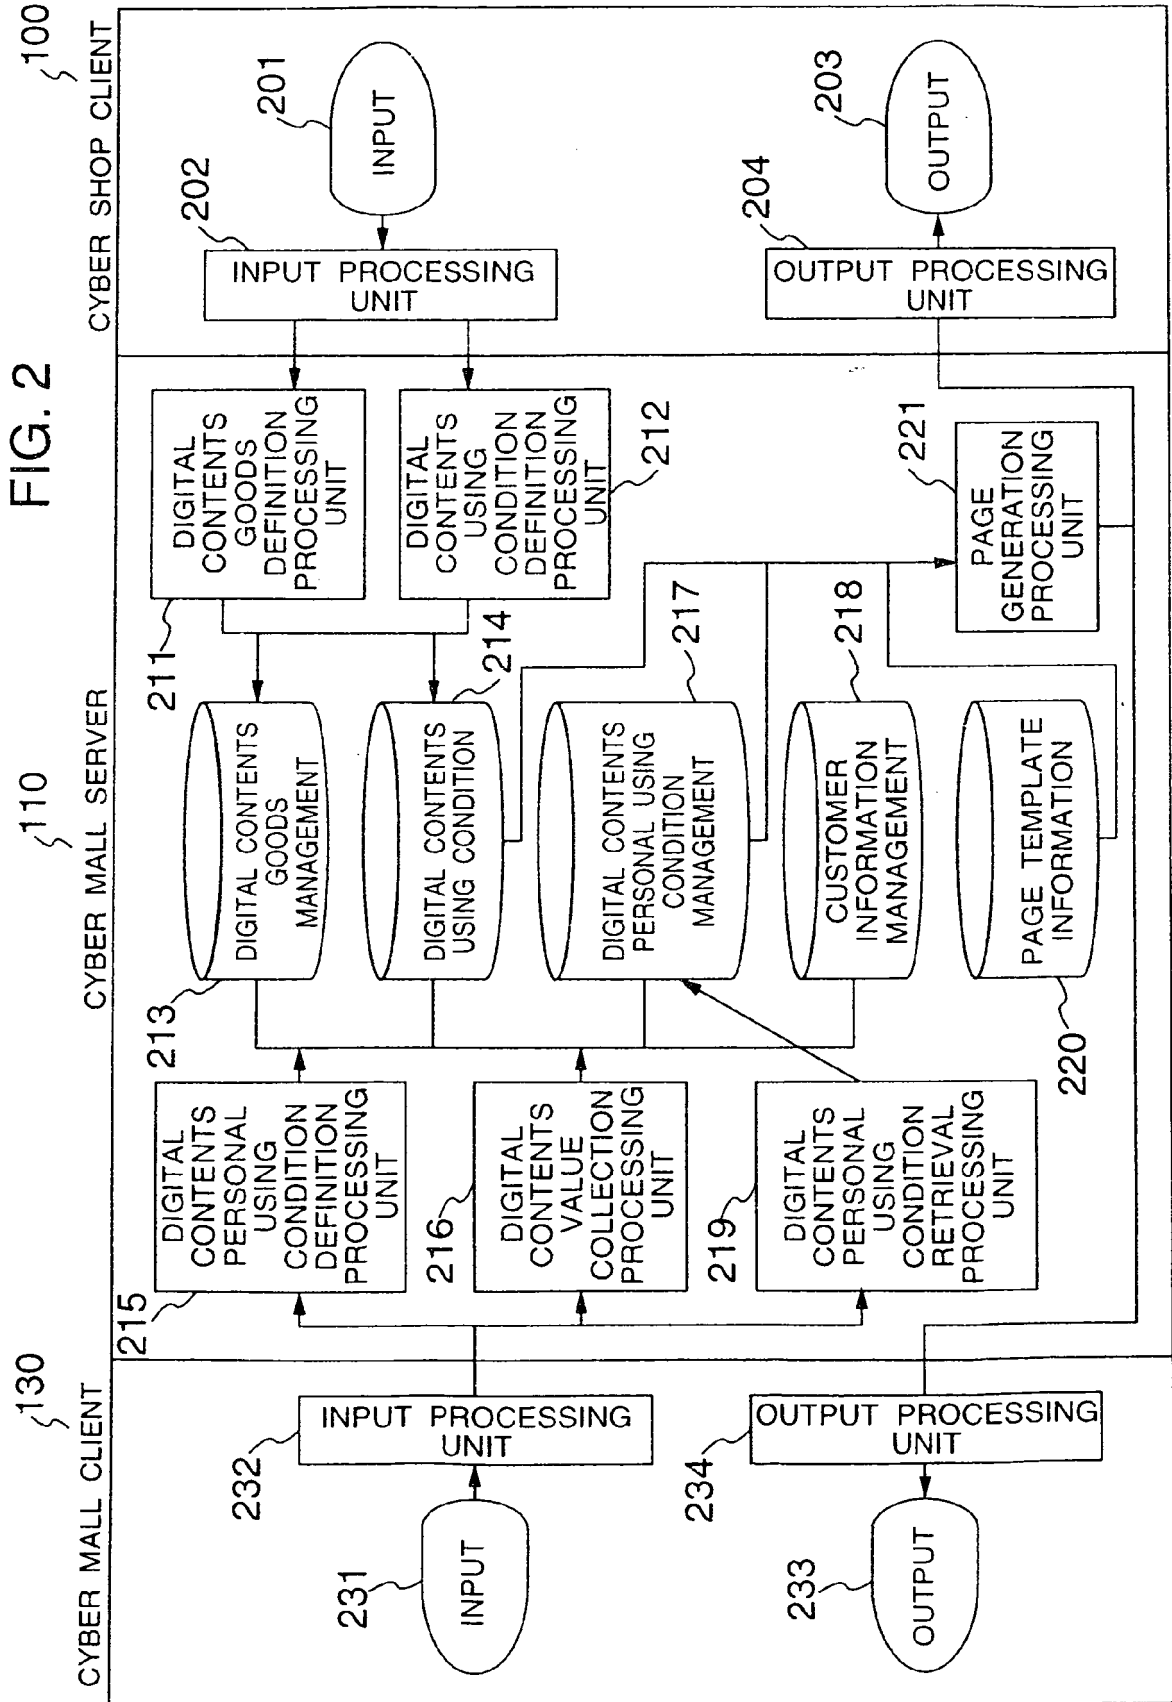 FIG. 2
130
CYBER MALL CLIENT
110
CYBER MALL SERVER
100
CYBER SHOP CLIENT
231
INPUT
232
INPUT PROCESSING
UNIT
233
OUTPUT
234
OUTPUT PROCESSING
UNIT
215
DIGITAL
CONTENTS
PERSONAL
USING
CONDITION
DEFINITION
PROCESSING
UNIT
216
DIGITAL
CONTENTS
VALUE
COLLECTION
PROCESSING
UNIT
219
DIGITAL
CONTENTS
PERSONAL
USING
CONDITION
RETRIEVAL
PROCESSING
UNIT
213
DIGITAL CONTENTS
GOODS
MANAGEMENT
214
DIGITAL CONTENTS
USING CONDITION
217
DIGITAL CONTENTS
PERSONAL USING
CONDITION
MANAGEMENT
218
CUSTOMER
INFORMATION
MANAGEMENT
220
PAGE TEMPLATE
INFORMATION
211
DIGITAL
CONTENTS
GOODS
DEFINITION
PROCESSING
UNIT
212
DIGITAL
CONTENTS
USING
CONDITION
DEFINITION
PROCESSING
UNIT
221
PAGE
GENERATION
PROCESSING
UNIT
202
INPUT PROCESSING
UNIT
201
INPUT
204
OUTPUT PROCESSING
UNIT
203
OUTPUT